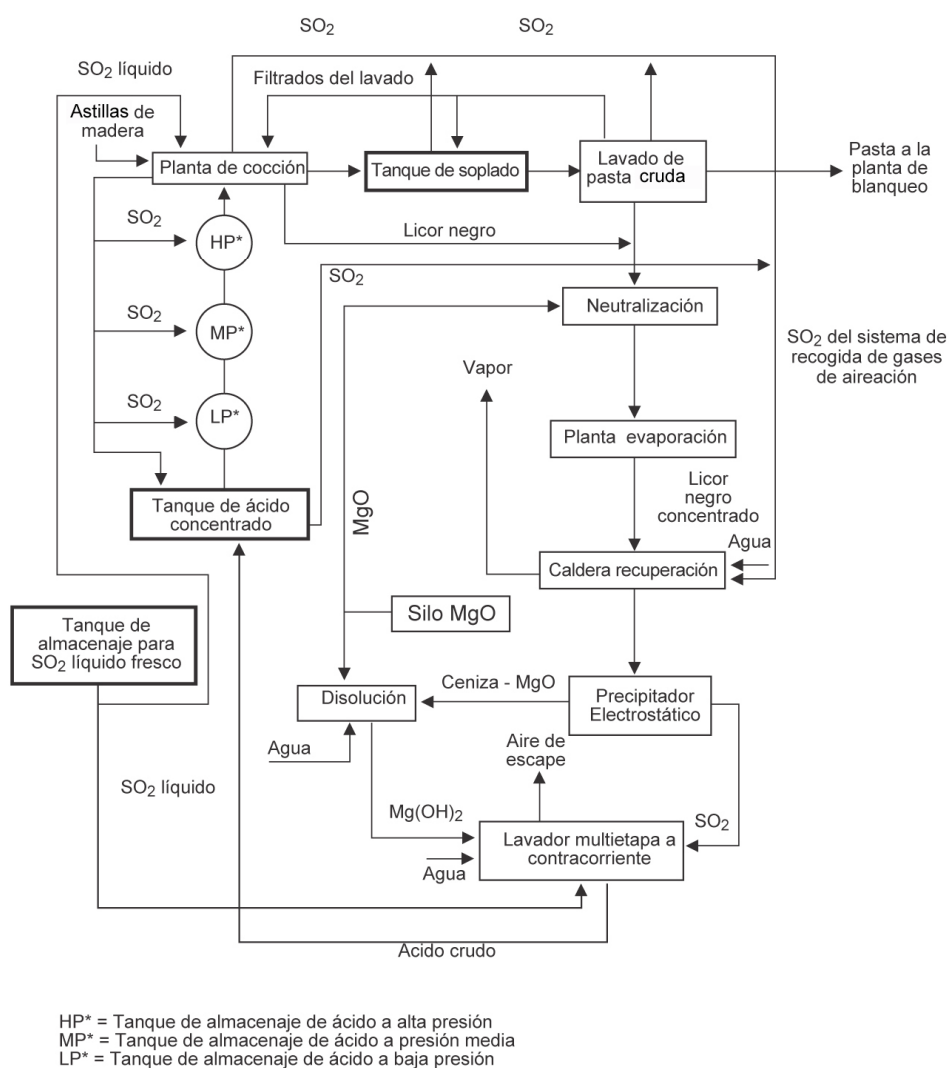 SO2
SO2
SO2 líquido
Filtrados del lavado
Astillas de
madera
Planta de cocción
Tanque de soplado
Lavado de
pasta cruda
Pasta a la
planta de
blanqueo
SO2
HP*
Licor negro
SO2
Neutralización
SO2
MP*
SO2 del sistema de
recogida de gases
de aireación
Vapor
SO2
LP*
Planta evaporación
Tanque de ácido
concentrado
MgO
Licor
negro
concentrado
Agua
Caldera recuperación
Silo MgO
Tanque de
almacenaje para
SO2 líquido fresco
Disolución
Ceniza - MgO
Precipitador
Electrostático
Agua
Aire de
escape
SO2 líquido
Mg(OH)2
SO2
Lavador multietapa a
contracorriente
Agua
Acido crudo
HP* = Tanque de almacenaje de ácido a alta presión
MP* = Tanque de almacenaje de ácido a presión media
LP* = Tanque de almacenaje de ácido a baja presión